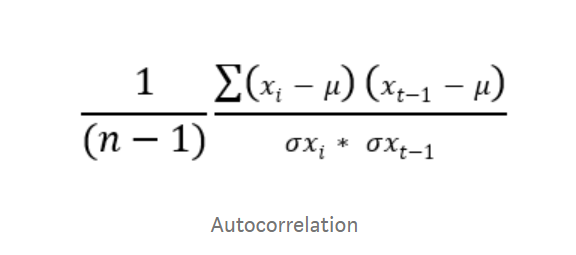 1 ∑(xᵢ − μ) (xₜ₋₁ − μ)
(n − 1) σxᵢ * σxₜ₋₁
Autocorrelation